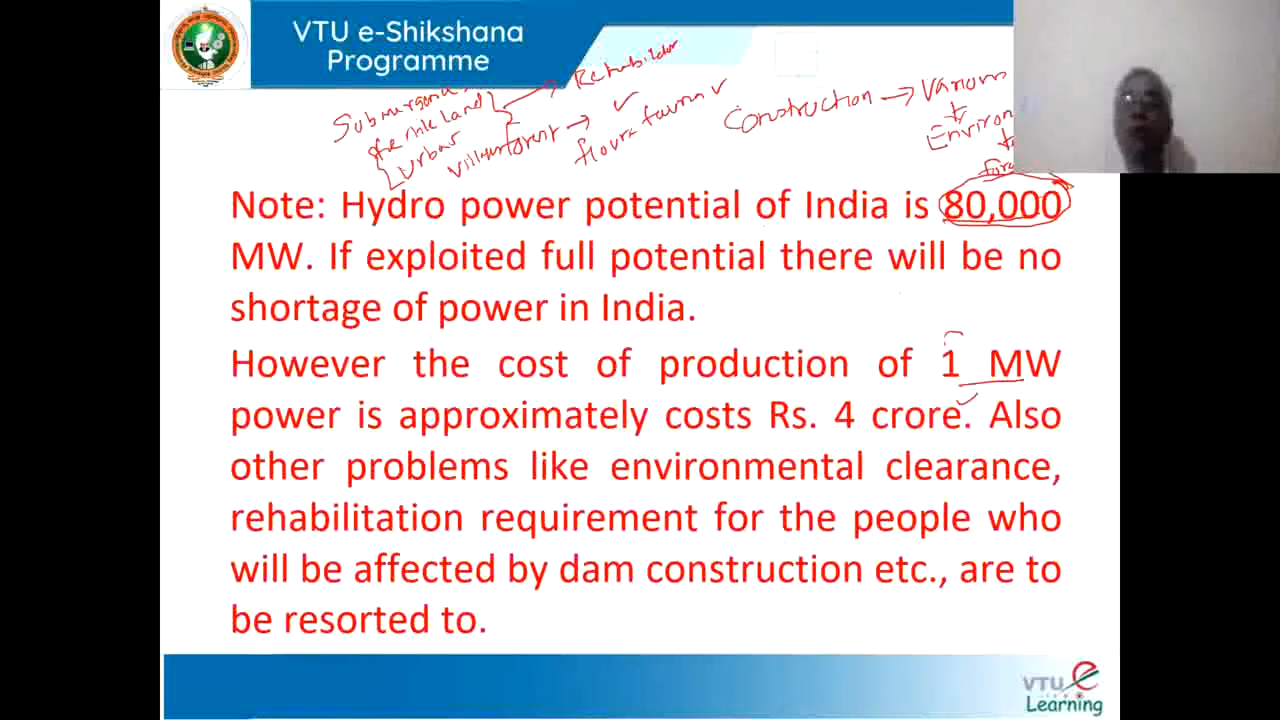 VTU e-Shikshana
Programme
Rehabilder
Submergence
fertile land
Urban
forest →
flora fauna
Construction → Various
Environ
Note: Hydro power potential of India is 80,000
MW. If exploited full potential there will be no
shortage of power in India.
However the cost of production of 1 MW
power is approximately costs Rs. 4 crore. Also
other problems like environmental clearance,
rehabilitation requirement for the people who
will be affected by dam construction etc., are to
be resorted to.
VTU e
Learning